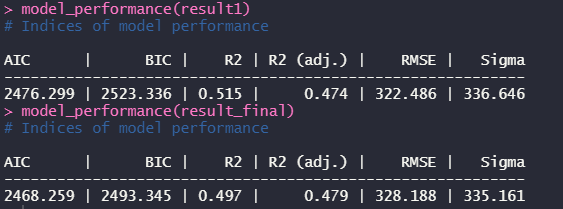 > model_performance(result1)
# Indices of model performance
AIC | BIC | R2 | R2 (adj.) | RMSE | Sigma
---------------------------------------------------------------
2476.299 | 2523.336 | 0.515 | 0.474 | 322.486 | 336.646
> model_performance(result_final)
# Indices of model performance
AIC | BIC | R2 | R2 (adj.) | RMSE | Sigma
---------------------------------------------------------------
2468.259 | 2493.345 | 0.497 | 0.479 | 328.188 | 335.161